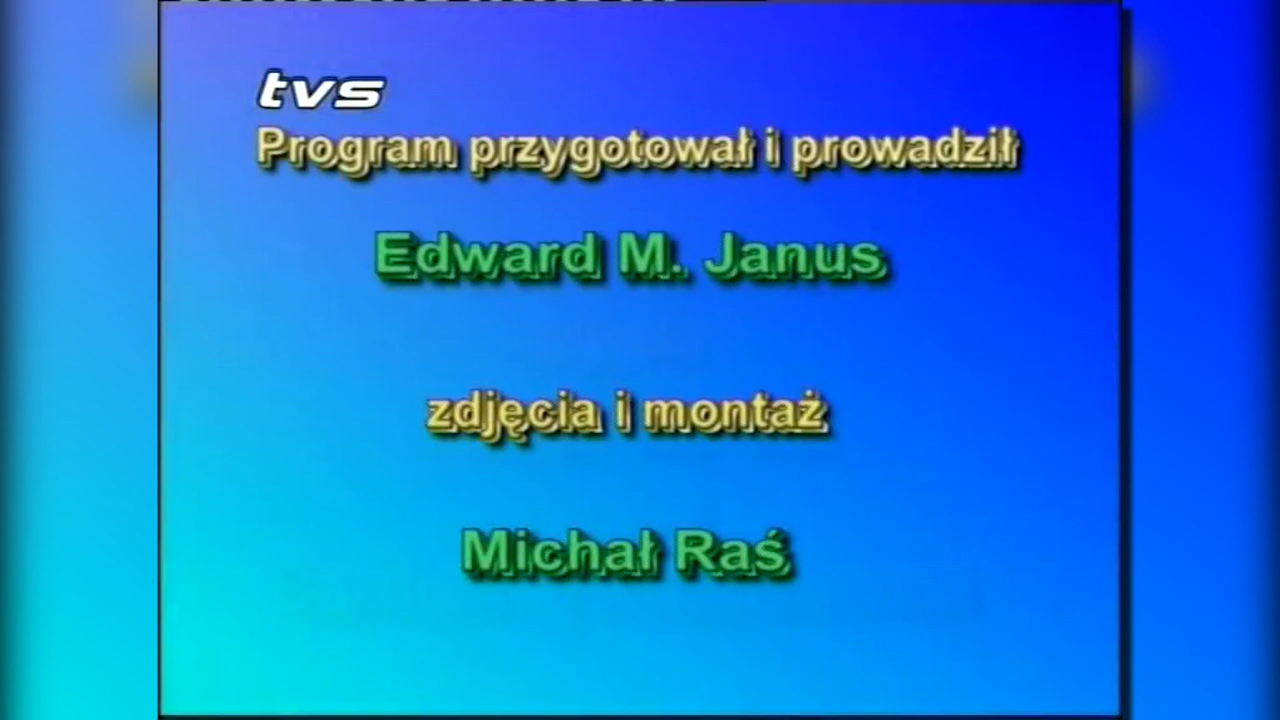 tvs
Program przygotował i prowadził
Edward M. Janus
zdjęcia i montaż
Michał Raś